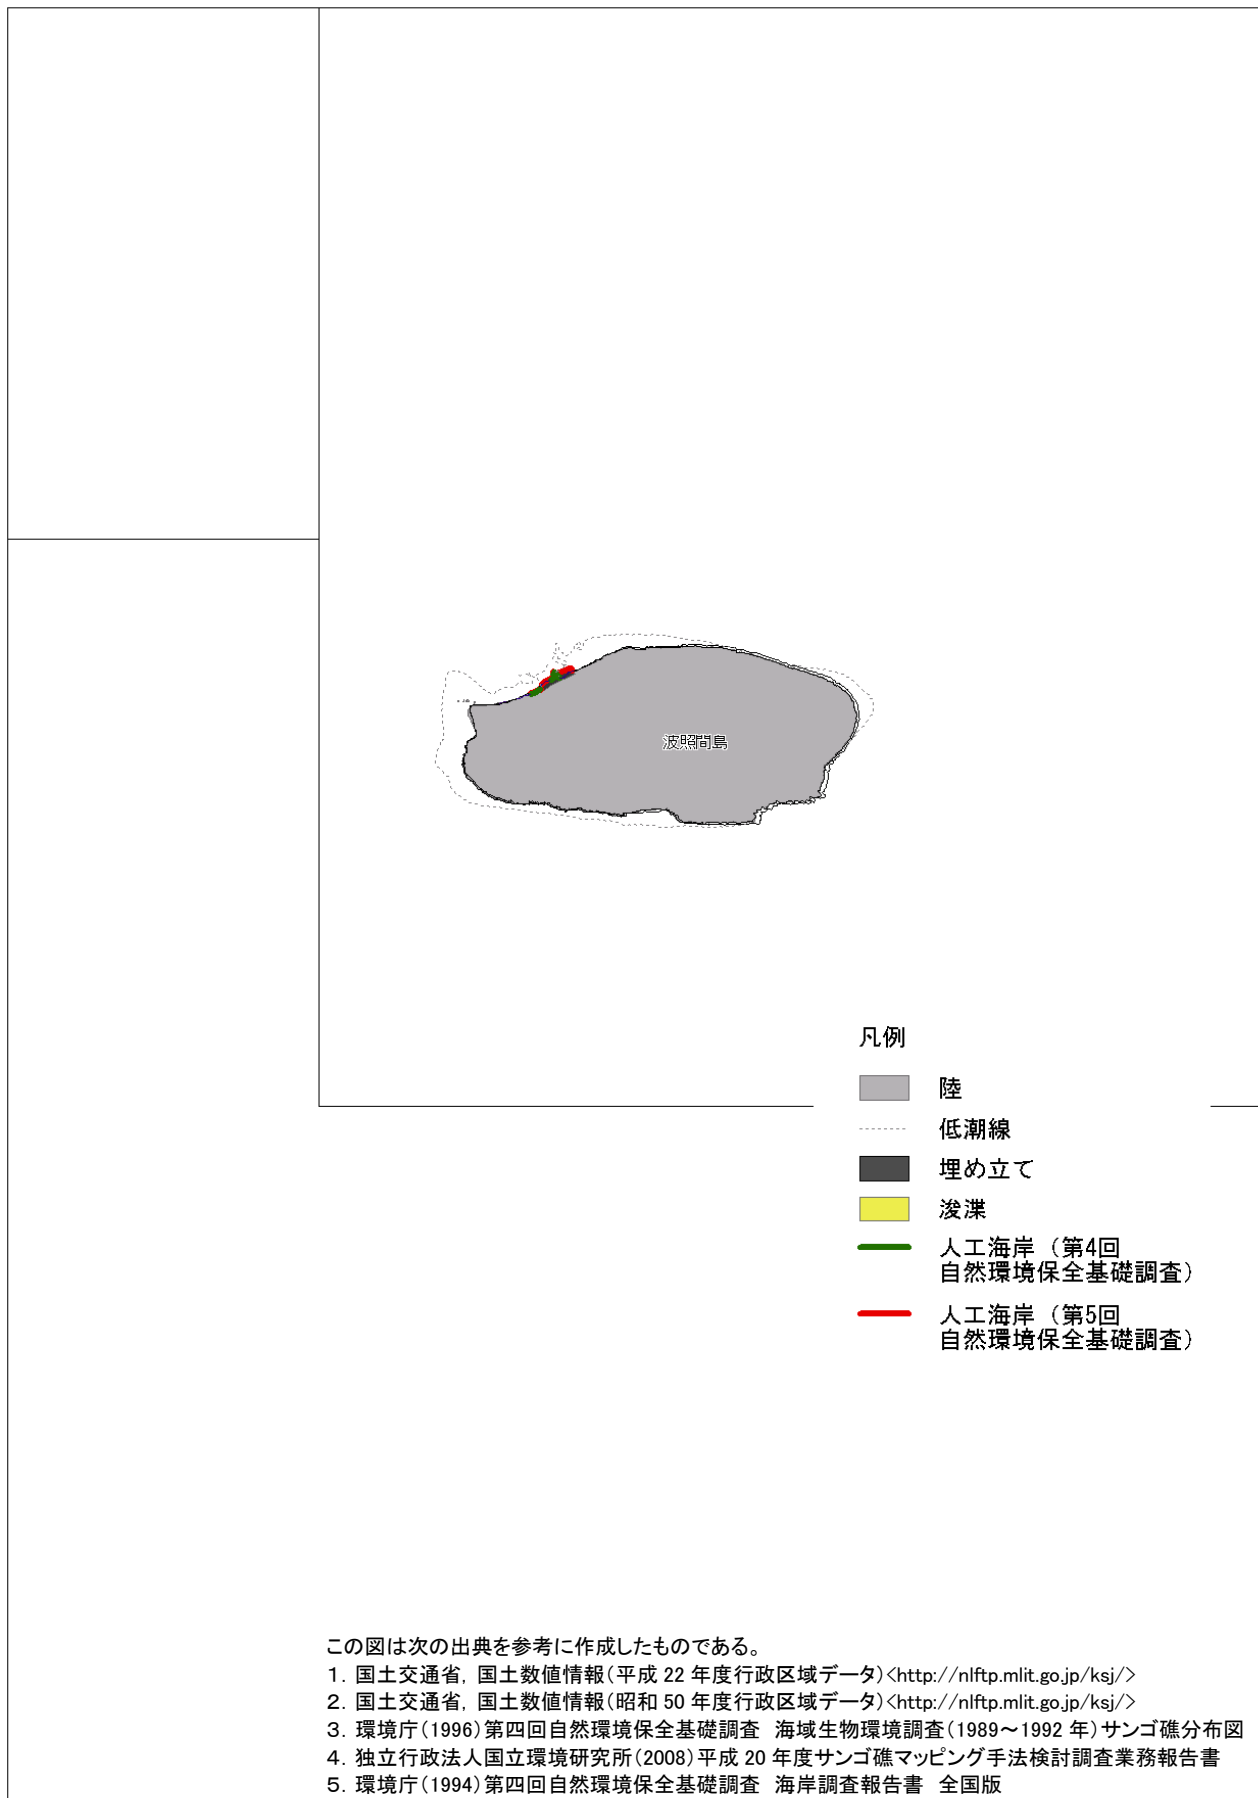 波照間島
凡例
陸
低潮線
埋め立て
浚渫
人工海岸（第4回
自然環境保全基礎調査）
人工海岸（第5回
自然環境保全基礎調査）
この図は次の出典を参考に作成したものである。
1. 国土交通省, 国土数値情報(平成 22 年度行政区域データ)<http://nlftp.mlit.go.jp/ksj/>
2. 国土交通省, 国土数値情報(昭和 50 年度行政区域データ)<http://nlftp.mlit.go.jp/ksj/>
3. 環境庁(1996)第四回自然環境保全基礎調査 海域生物環境調査(1989～1992 年)サンゴ礁分布図
4. 独立行政法人国立環境研究所(2008)平成 20 年度サンゴ礁マッピング手法検討調査業務報告書
5. 環境庁(1994)第四回自然環境保全基礎調査 海岸調査報告書 全国版